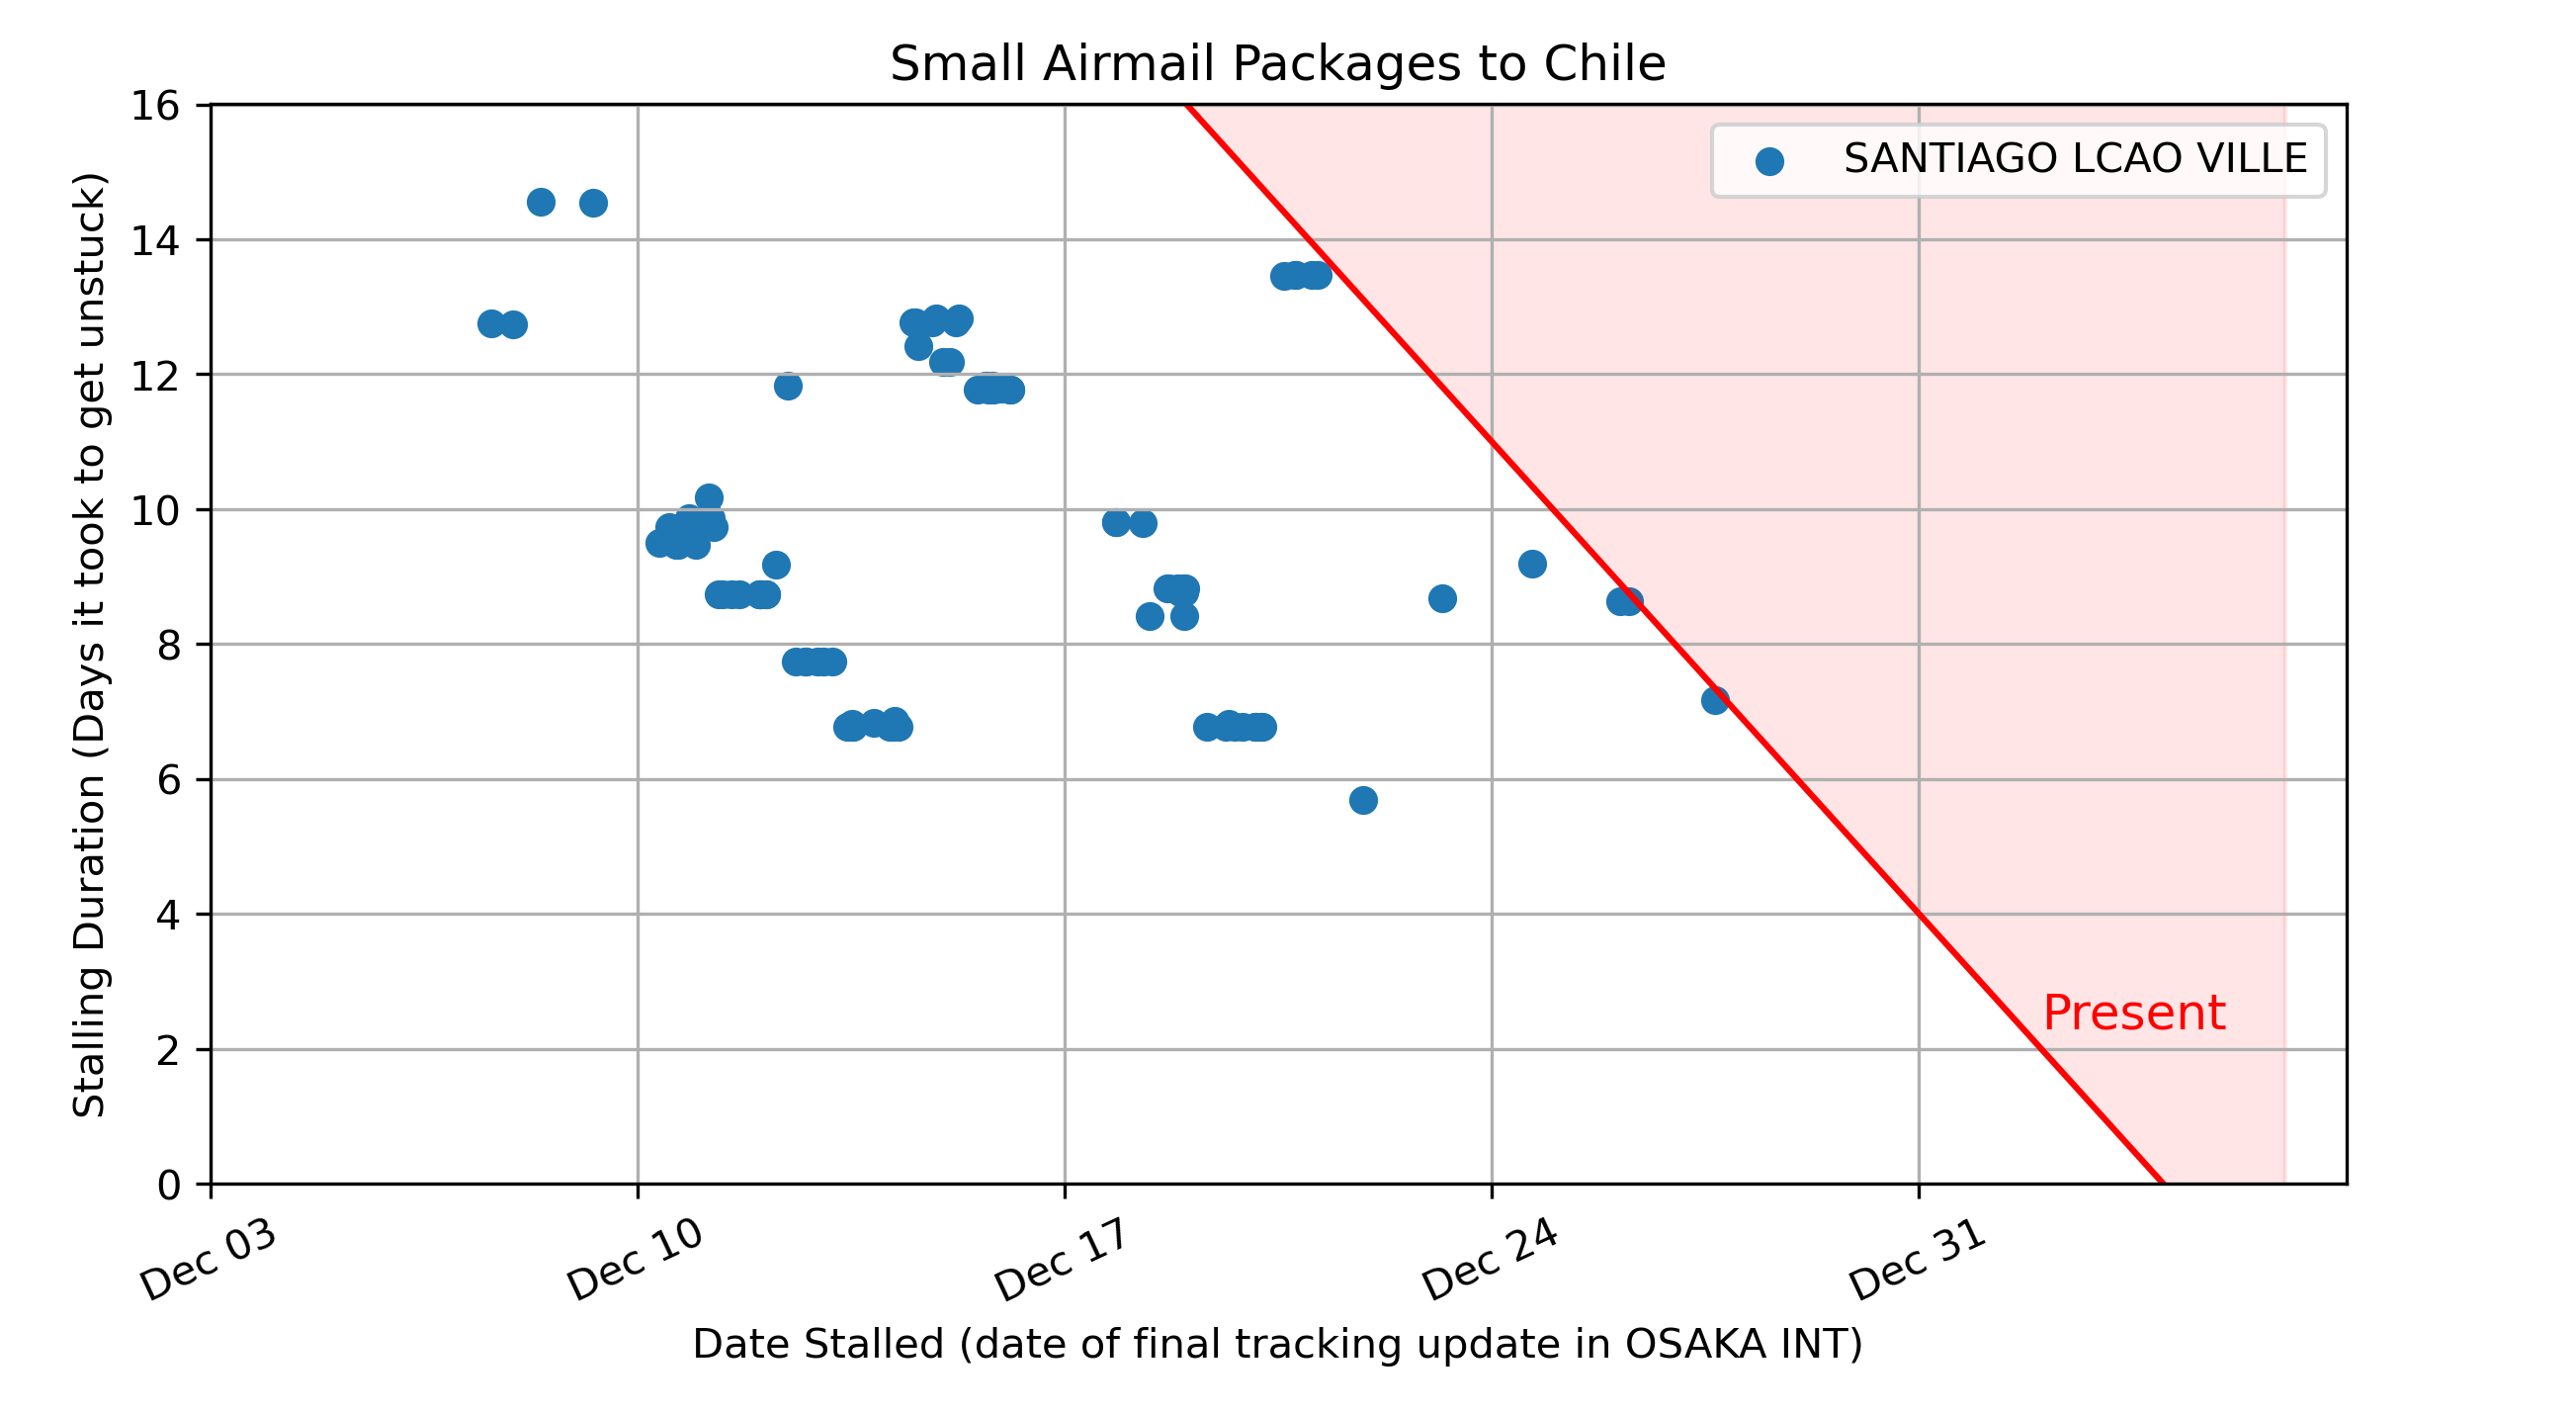 Small Airmail Packages to Chile
SANTIAGO LCAO VILLE
Stalling Duration (Days it took to get unstuck)
16
14
12
10
8
6
4
2
0
Present
Dec 03
Dec 10
Dec 17
Dec 24
Dec 31
Date Stalled (date of final tracking update in OSAKA INT)